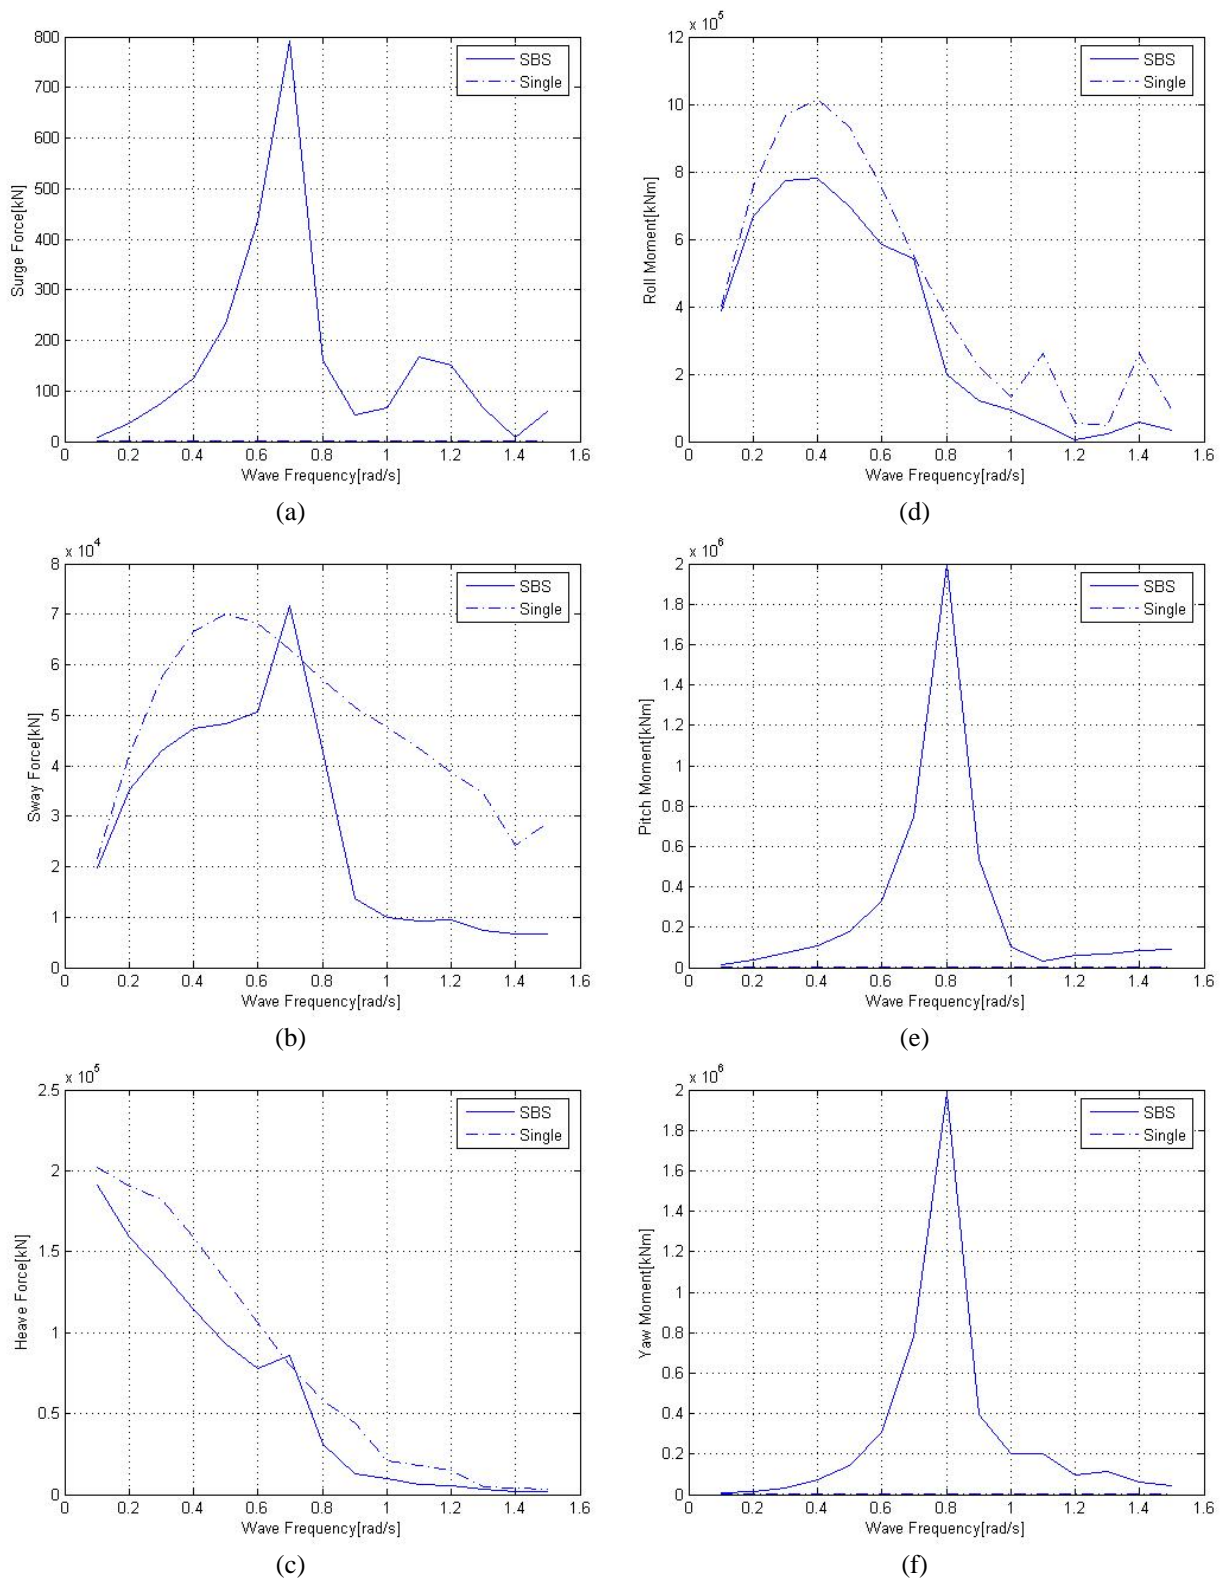 800
700
600
500
400
300
200
100
0
Surge Force[kN]
SBS
Single
0 0.2 0.4 0.6 0.8 1 1.2 1.4 1.6
Wave Frequency[rad/s]
(a)
x 10^5
12
10
8
6
4
2
0
Roll Moment[kNm]
SBS
Single
0 0.2 0.4 0.6 0.8 1 1.2 1.4 1.6
Wave Frequency[rad/s]
(d)
x 10^4
8
7
6
5
4
3
2
1
0
Sway Force[kN]
SBS
Single
0 0.2 0.4 0.6 0.8 1 1.2 1.4 1.6
Wave Frequency[rad/s]
(b)
x 10^6
2
1.8
1.6
1.4
1.2
1
0.8
0.6
0.4
0.2
0
Pitch Moment[kNm]
SBS
Single
0 0.2 0.4 0.6 0.8 1 1.2 1.4 1.6
Wave Frequency[rad/s]
(e)
x 10^5
2.5
2
1.5
1
0.5
0
Heave Force[kN]
SBS
Single
0 0.2 0.4 0.6 0.8 1 1.2 1.4 1.6
Wave Frequency[rad/s]
(c)
x 10^6
2
1.8
1.6
1.4
1.2
1
0.8
0.6
0.4
0.2
0
Yaw Moment[kNm]
SBS
Single
0 0.2 0.4 0.6 0.8 1 1.2 1.4 1.6
Wave Frequency[rad/s]
(f)